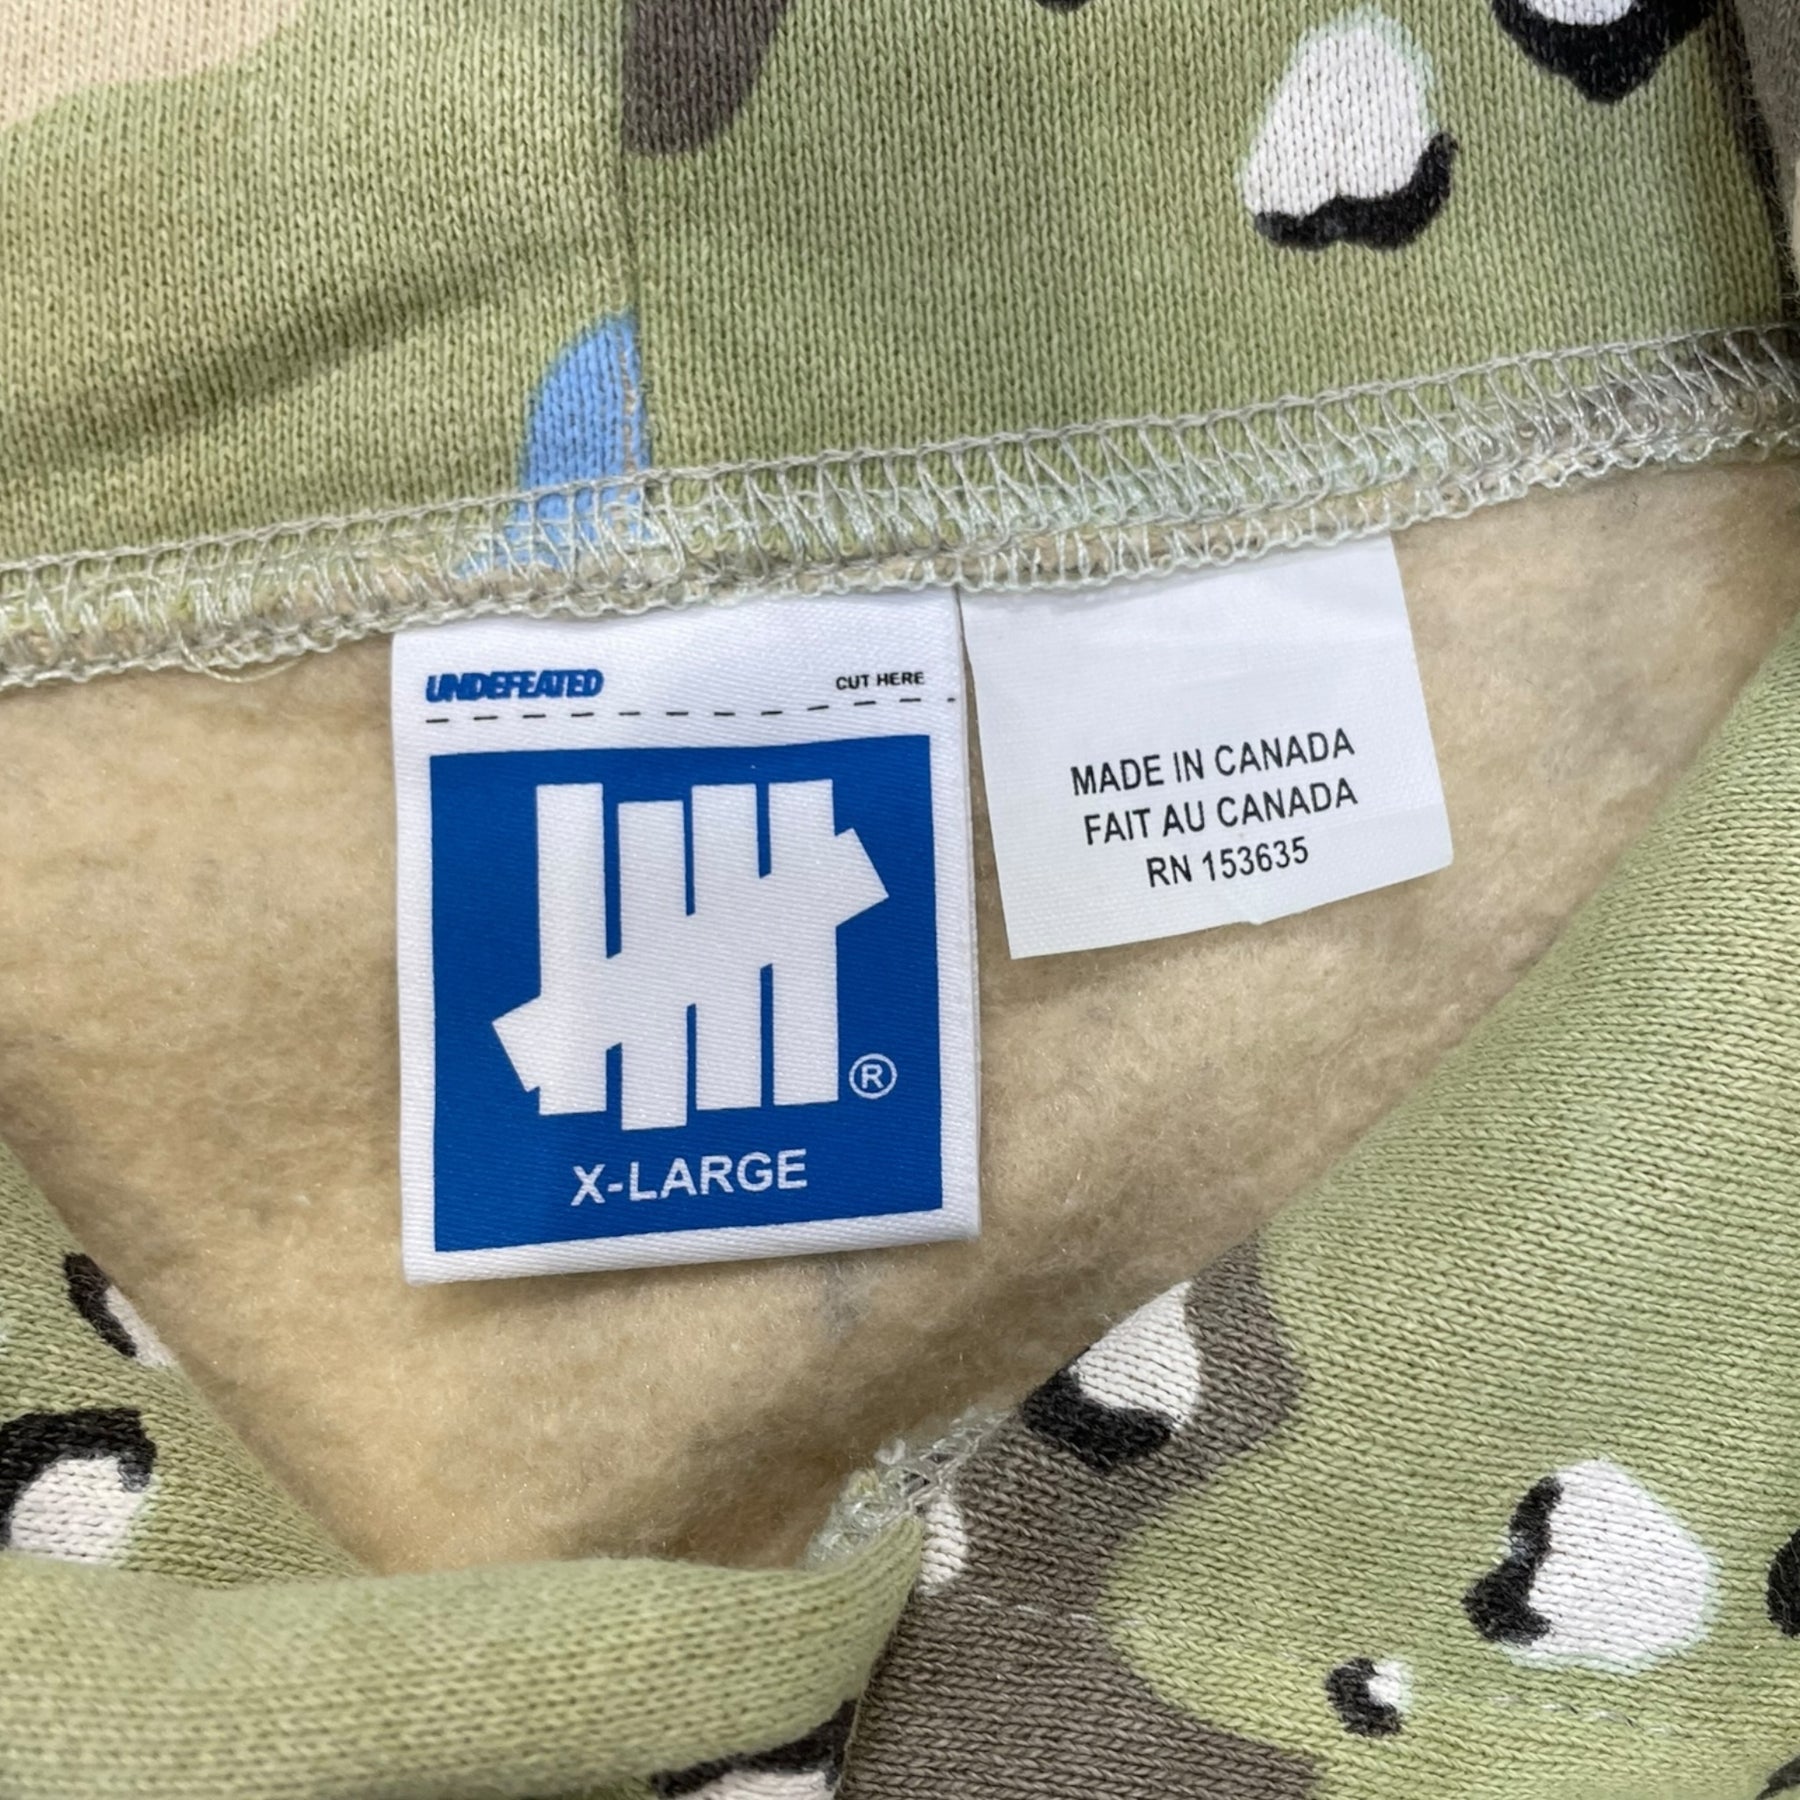 UNDEFEATED
CUT HERE
®
X-LARGE
MADE IN CANADA
FAIT AU CANADA
RN 153635